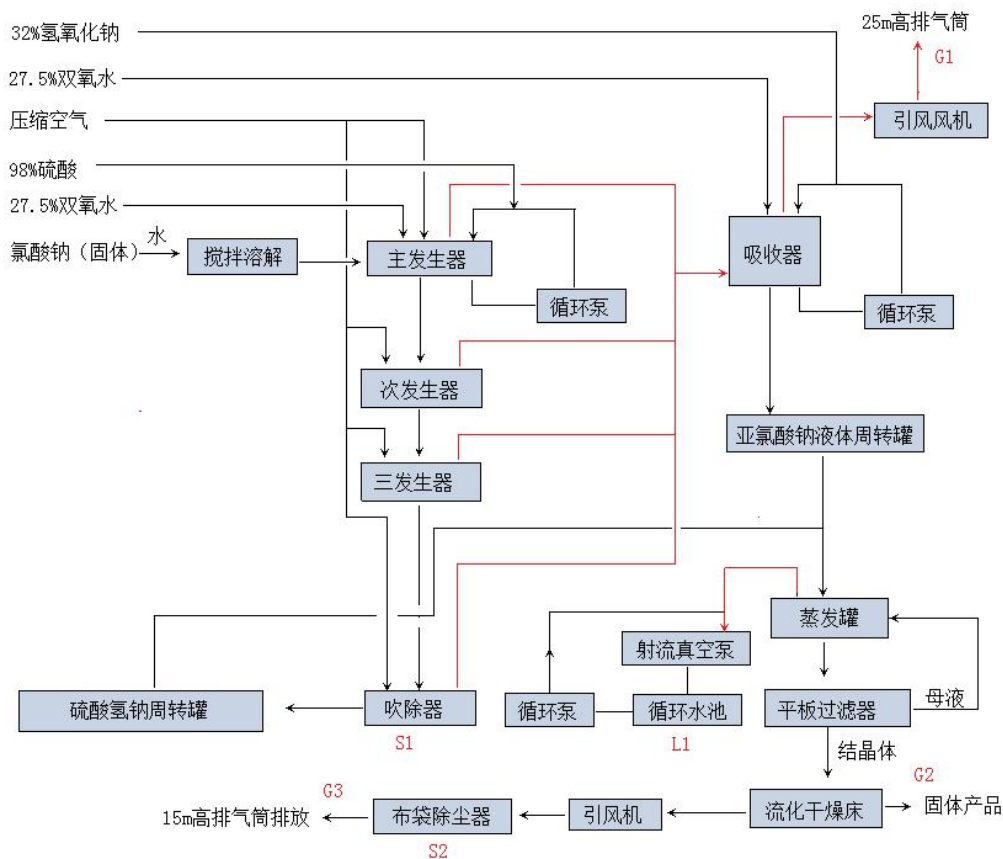 32%氢氧化钠
25m高排气筒
G1
27.5%双氧水
压缩空气
引风风机
98%硫酸
27.5%双氧水
氯酸钠（固体）
水
搅拌溶解
主发生器
吸收器
循环泵
循环泵
次发生器
亚氯酸钠液体周转罐
三发生器
蒸发罐
射流真空泵
硫酸氢钠周转罐
吹除器
循环泵
循环水池
平板过滤器
母液
S1
L1
结晶体
G2
G3
15m高排气筒排放
布袋除尘器
引风机
流化干燥床
固体产品
S2